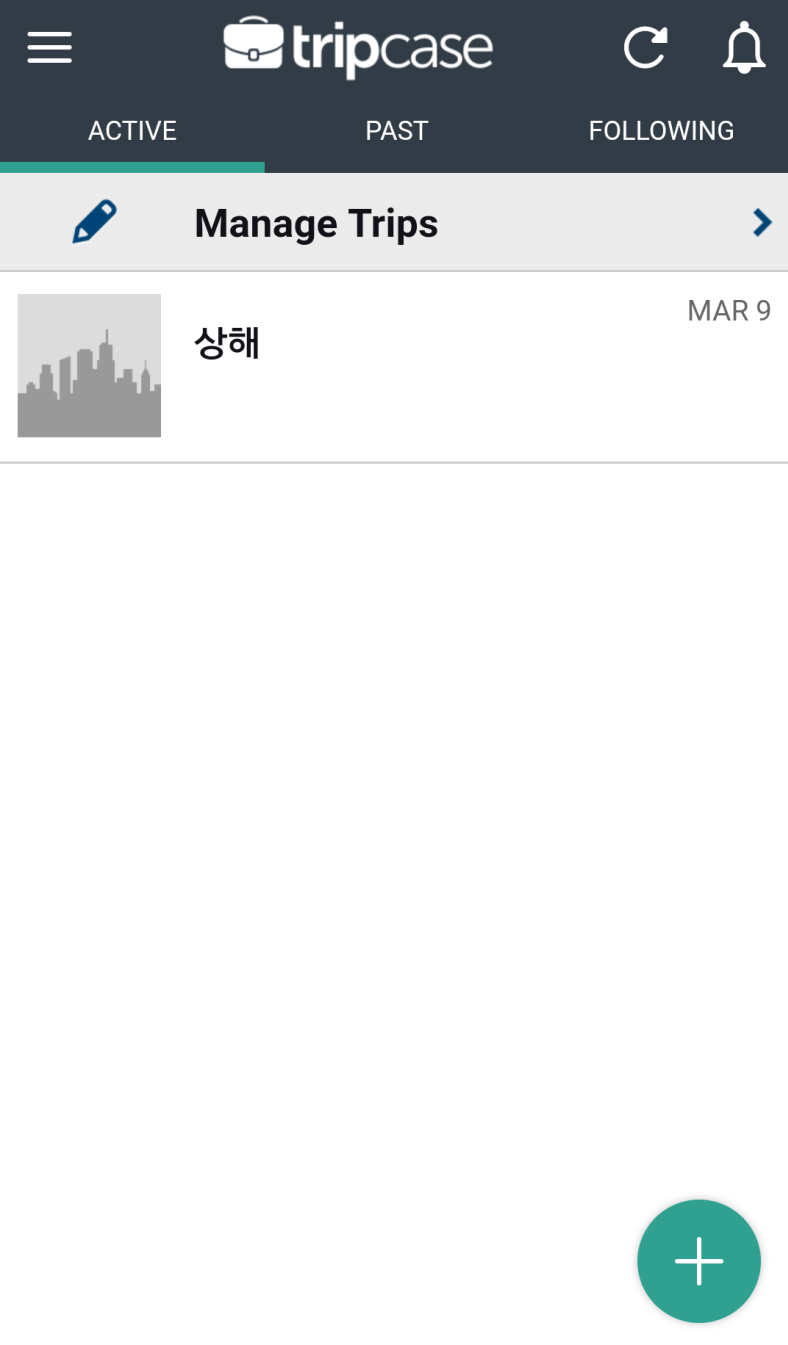 tripcase
ACTIVE PAST FOLLOWING
Manage Trips
MAR 9
상해